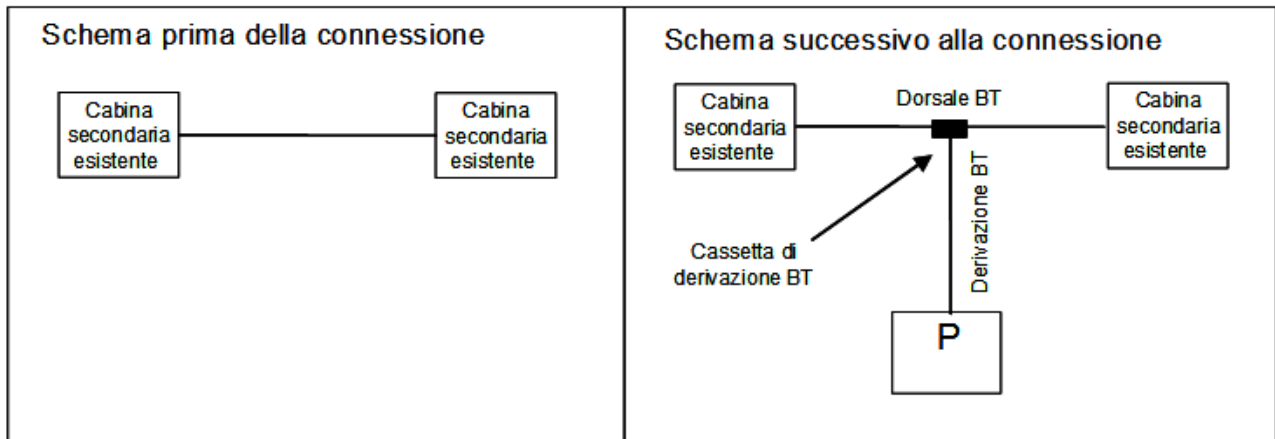 Schema prima della connessione
Cabina
secondaria
esistente
Cabina
secondaria
esistente
Schema successivo alla connessione
Cabina
secondaria
esistente
Dorsale BT
Cabina
secondaria
esistente
Derivazione BT
Cassetta di
derivazione BT
P